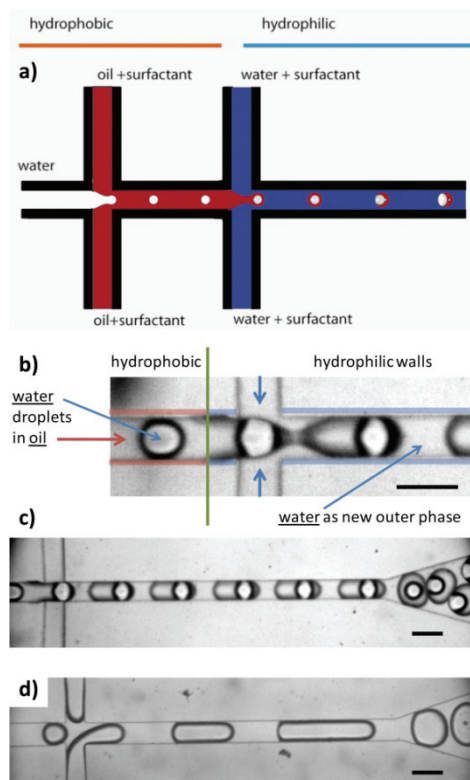 hydrophobic
hydrophilic
a)
oil +surfactant
water + surfactant
water
oil+surfactant
water + surfactant
b)
hydrophobic
hydrophilic walls
water
droplets
in oil
water as new outer phase
c)
d)